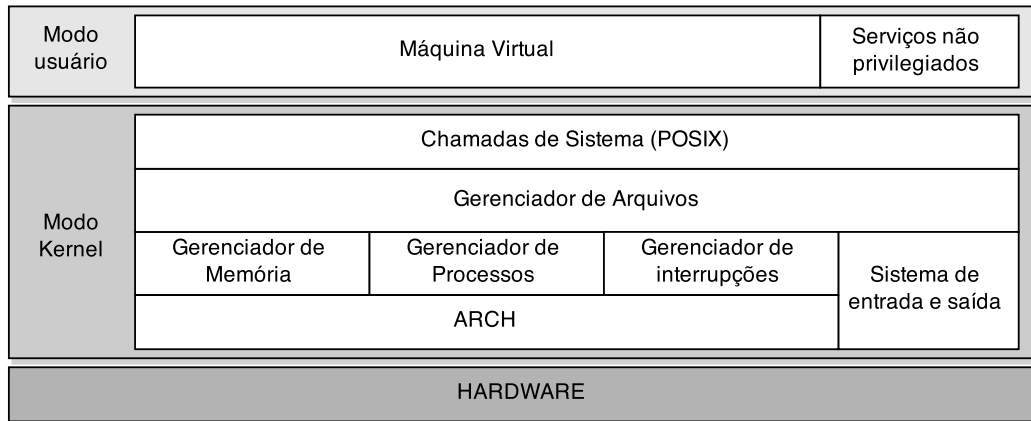 Modo
usuário
Máquina Virtual
Serviços não
privilegiados
Modo
Kernel
Chamadas de Sistema (POSIX)
Gerenciador de Arquivos
Gerenciador de
Memória
Gerenciador de
Processos
Gerenciador de
interrupções
Sistema de
entrada e saída
ARCH
HARDWARE